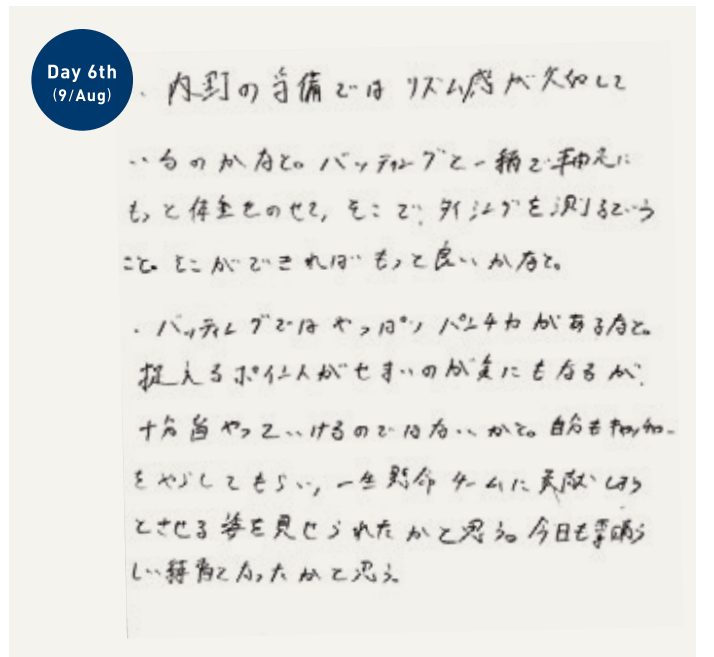 Day 6th
(9/Aug)
・内野の守備では リズム感が欠如して
いるのかなと。バッティングと一緒で軸足に
もっと体重をのせて、そこで、タイミングを測るという
こと。そこができればもっと良いかなと。
・バッティングではやっぱりパンチ力があるなと。
捉えるポイントがせまいのが気にもなるが、
十分 やっていけるのではないかと。自分もキャッチャー
をやらしてもらい、一生懸命 チームに貢献しよう
とさせる姿を見せられたかと思う。今日も素晴ら
しい練習となったかと思う。